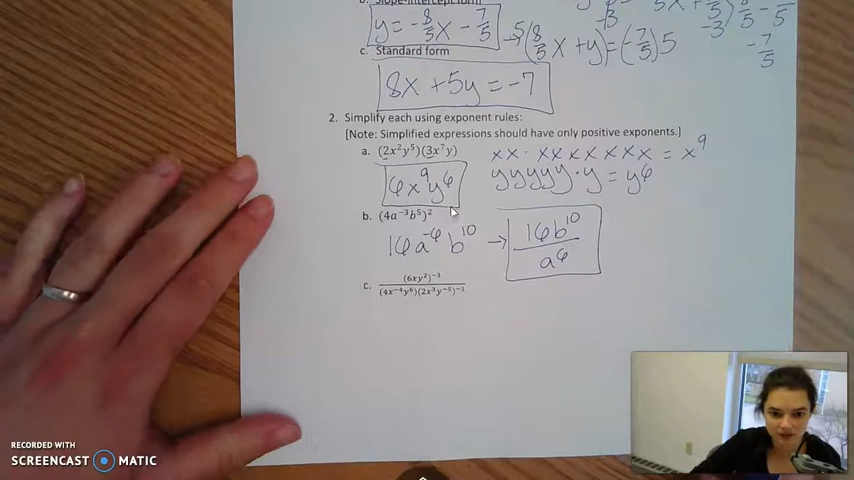 b. Slope-intercept form
y = -8/5x - 7/5
→ 5(8/5x + y) = (-7/5)5
-3
-3
-7/5
c. Standard form
8x + 5y = -7
2. Simplify each using exponent rules:
[Note: Simplified expressions should have only positive exponents.]
a. (2x²y⁵)(3x⁷y)
xx · xxxxxxx = x⁹
6x⁹y⁶
yyyyy · y = y⁶
b. (4a⁻³b⁵)²
16a⁻⁶b¹⁰ → 16b¹⁰/a⁶
c. (6xy²)⁻³/(4x⁻⁴y⁶)(2x³y⁻⁵)⁻¹
RECORDED WITH
SCREENCAST MATIC